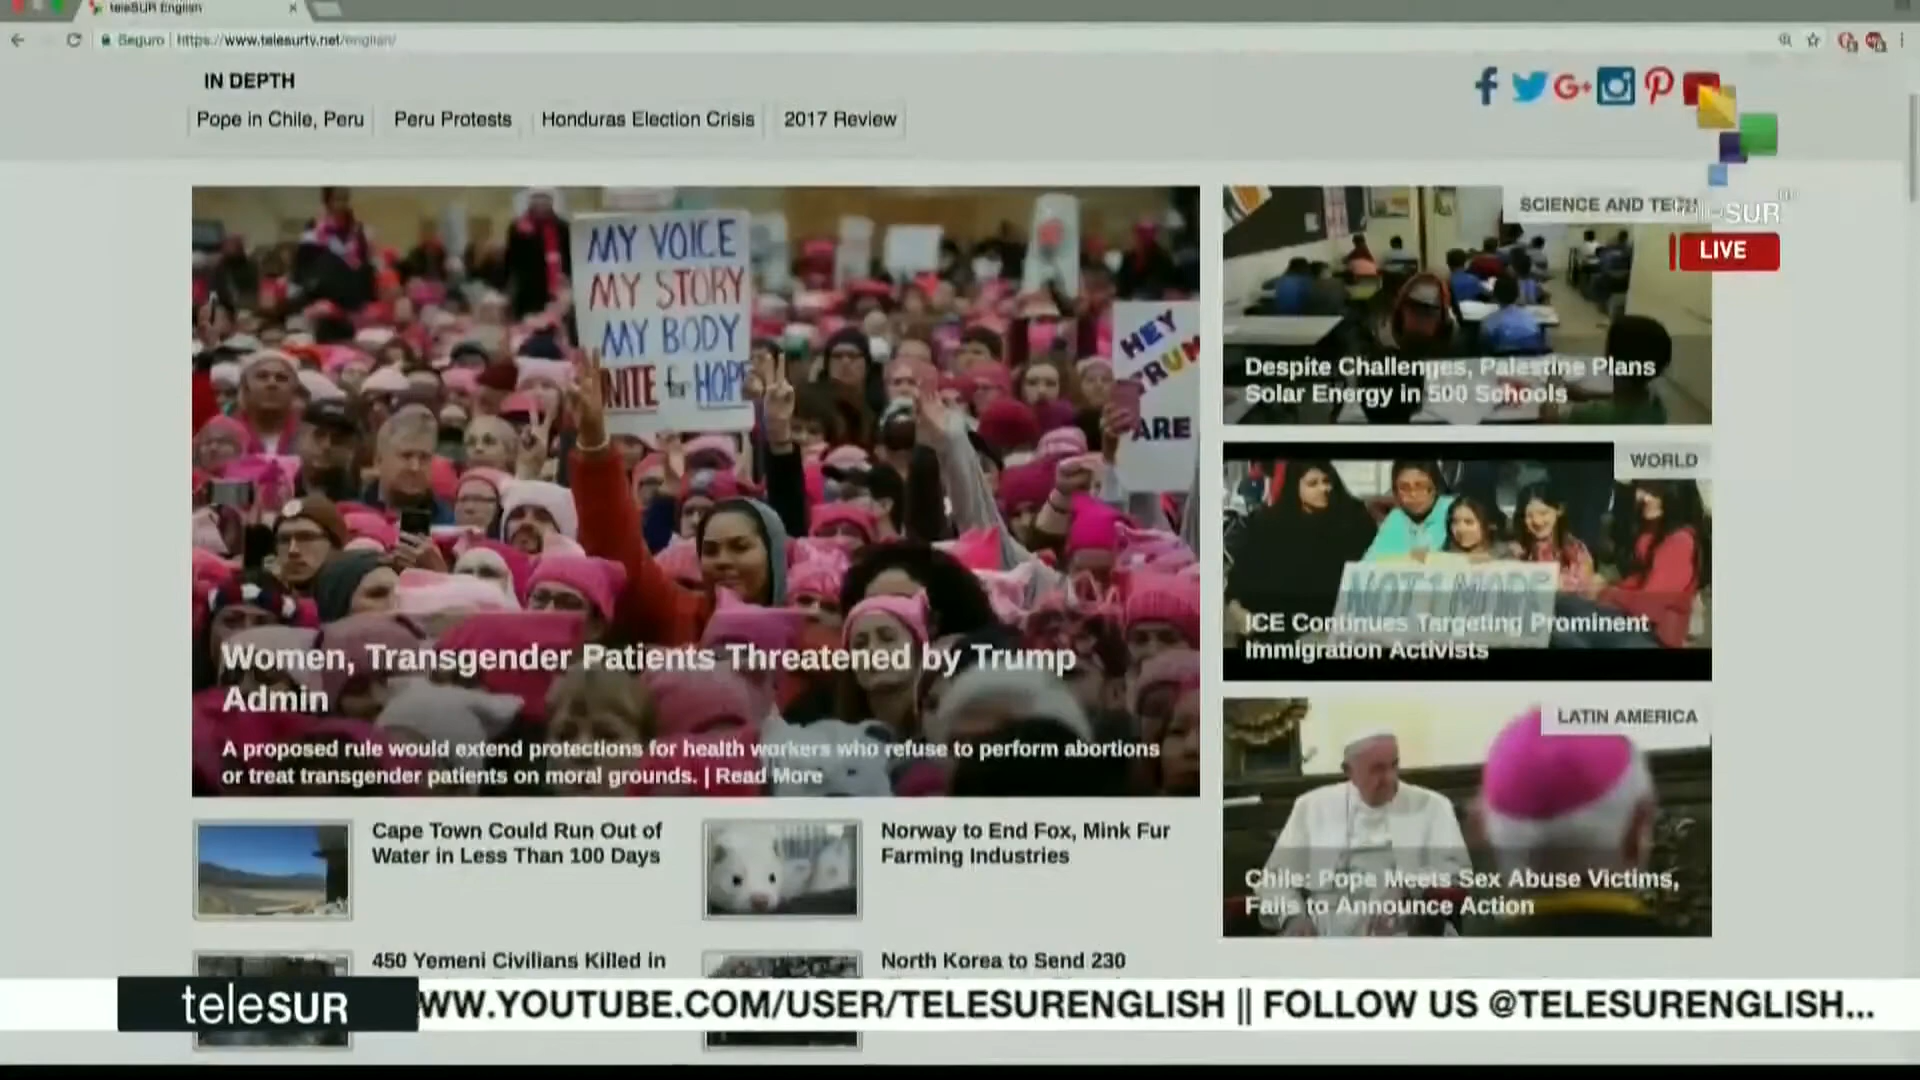 teleSUR English
Seguro | https://www.telesurtv.net/english/
IN DEPTH
Pope in Chile, Peru
Peru Protests
Honduras Election Crisis
2017 Review
MY VOICE
MY STORY
MY BODY
NITE for HOPE
HEY
TRUM
ARE
Women, Transgender Patients Threatened by Trump
Admin
A proposed rule would extend protections for health workers who refuse to perform abortions
or treat transgender patients on moral grounds. | Read More
SCIENCE AND TECH
LIVE
Despite Challenges, Palestine Plans
Solar Energy in 500 Schools
WORLD
NOT 1 MORE
ICE Continues Targeting Prominent
Immigration Activists
LATIN AMERICA
Chile: Pope Meets Sex Abuse Victims,
Fails to Announce Action
Cape Town Could Run Out of
Water in Less Than 100 Days
Norway to End Fox, Mink Fur
Farming Industries
450 Yemeni Civilians Killed in
North Korea to Send 230
teleSUR
WW.YOUTUBE.COM/USER/TELESURENGLISH || FOLLOW US @TELESURENGLISH...